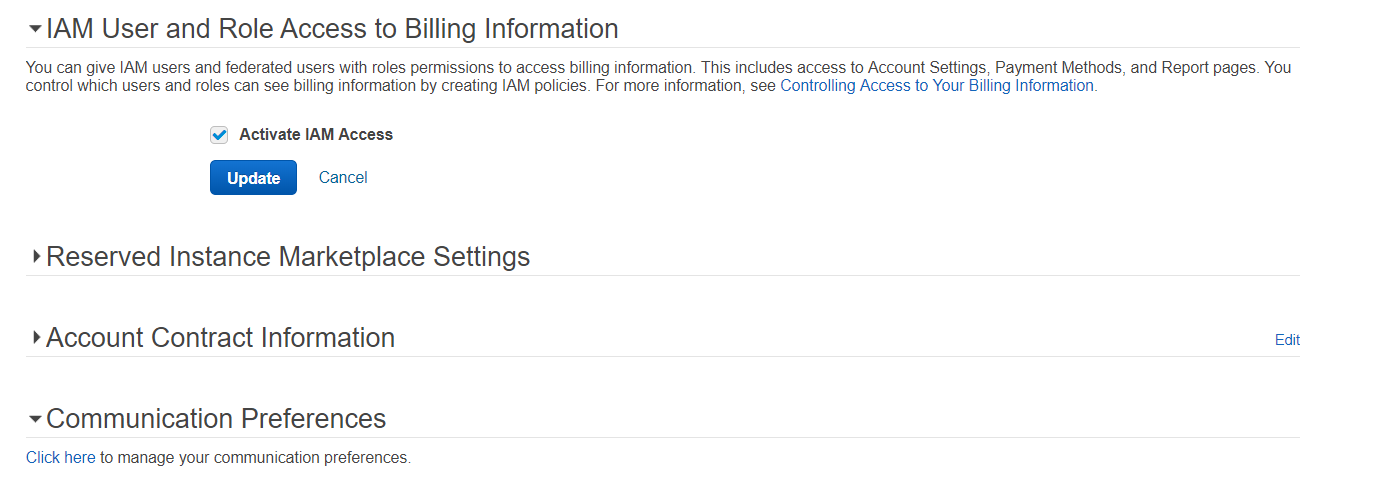 IAM User and Role Access to Billing Information
You can give IAM users and federated users with roles permissions to access billing information. This includes access to Account Settings, Payment Methods, and Report pages. You
control which users and roles can see billing information by creating IAM policies. For more information, see Controlling Access to Your Billing Information.
Activate IAM Access
Update Cancel
Reserved Instance Marketplace Settings
Account Contract Information Edit
Communication Preferences
Click here to manage your communication preferences.